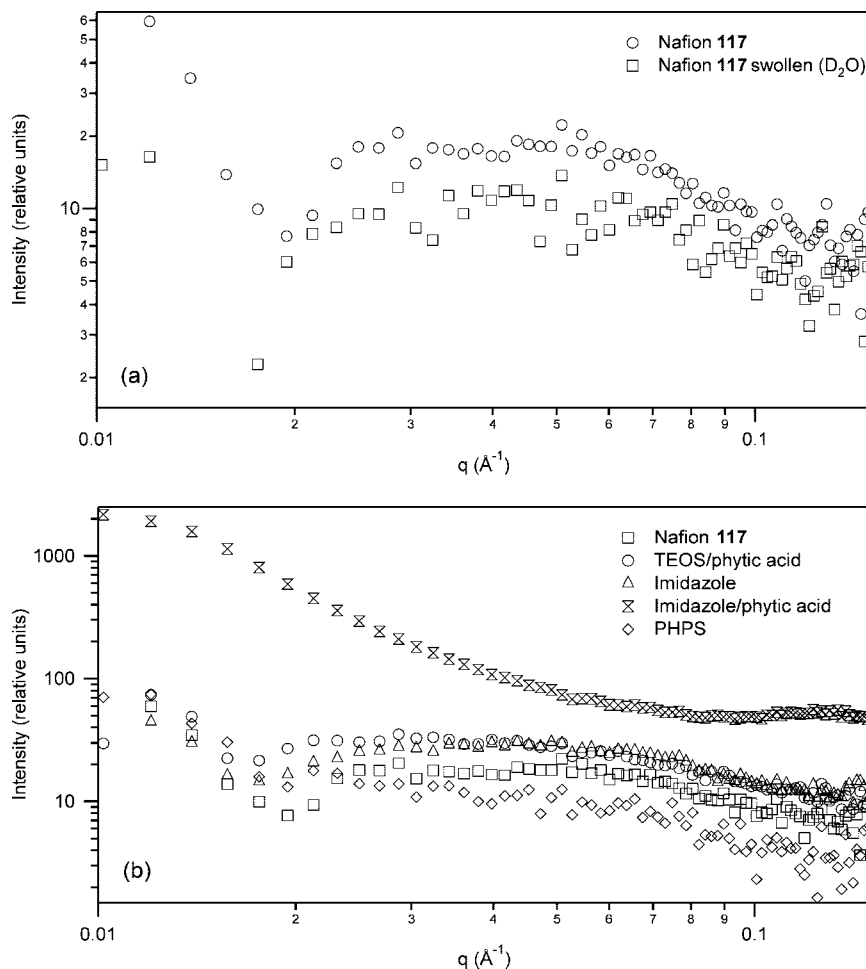 6
5
4
3
2
10
9
8
7
6
5
4
3
2
Intensity (relative units)
Nafion 117
Nafion 117 swollen (D₂O)
(a)
0.01
2
3
4
5
6
7
8
9
0.1
q (Å⁻¹)
1000
100
10
Intensity (relative units)
Nafion 117
TEOS/phytic acid
Imidazole
Imidazole/phytic acid
PHPS
(b)
0.01
2
3
4
5
6
7
8
9
0.1
q (Å⁻¹)